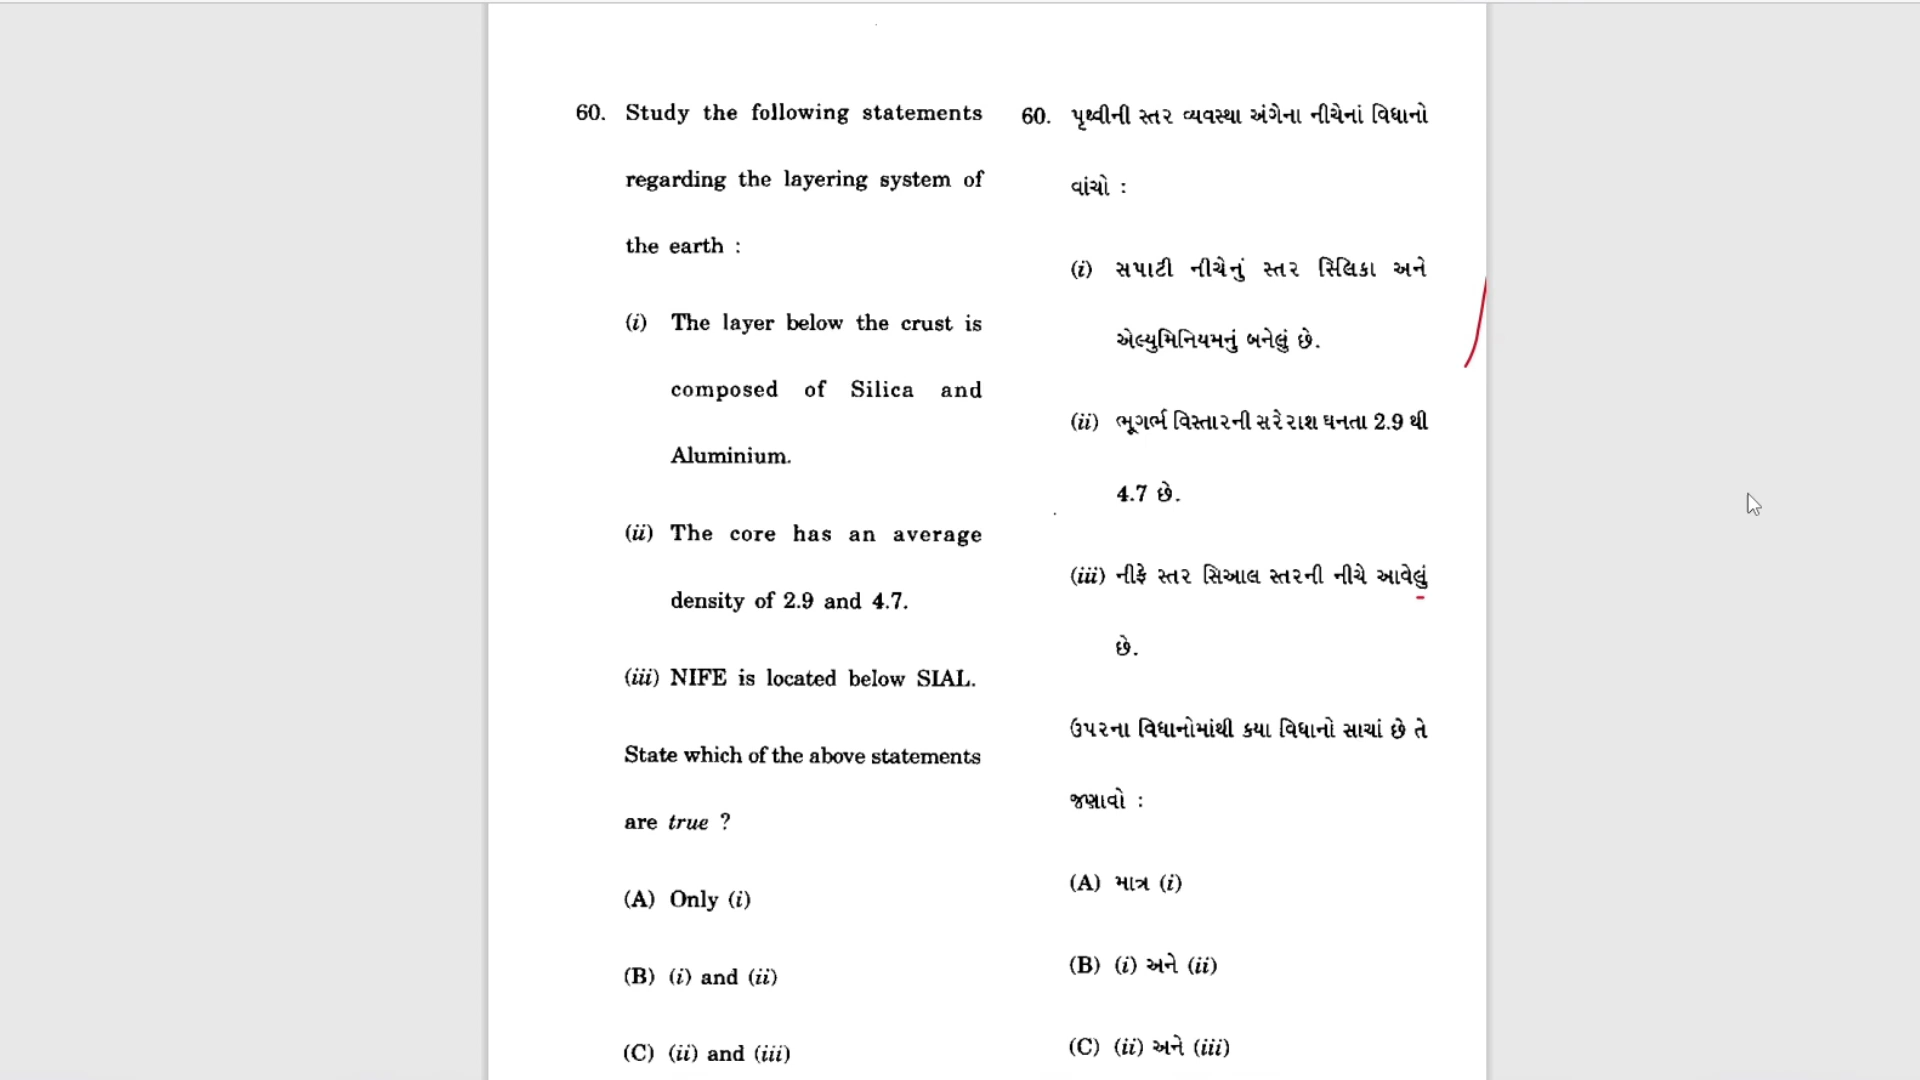 60. Study the following statements
regarding the layering system of
the earth :
(i) The layer below the crust is
composed of Silica and
Aluminium.
(ii) The core has an average
density of 2.9 and 4.7.
(iii) NIFE is located below SIAL.
State which of the above statements
are true ?
(A) Only (i)
(B) (i) and (ii)
(C) (ii) and (iii)
60. પૃથ્વીની સ્તર વ્યવસ્થા અંગેના નીચેનાં વિધાનો
વાંચો :
(i) સપાટી નીચેનું સ્તર સિલિકા અને
એલ્યુમિનિયમનું બનેલું છે.
(ii) ભૂગર્ભ વિસ્તારની સરેરાશ ઘનતા 2.9 થી
4.7 છે.
(iii) નીફે સ્તર સિઆલ સ્તરની નીચે આવેલું
છે.
ઉપરના વિધાનોમાંથી કયા વિધાનો સાચાં છે તે
જણાવો :
(A) માત્ર (i)
(B) (i) અને (ii)
(C) (ii) અને (iii)